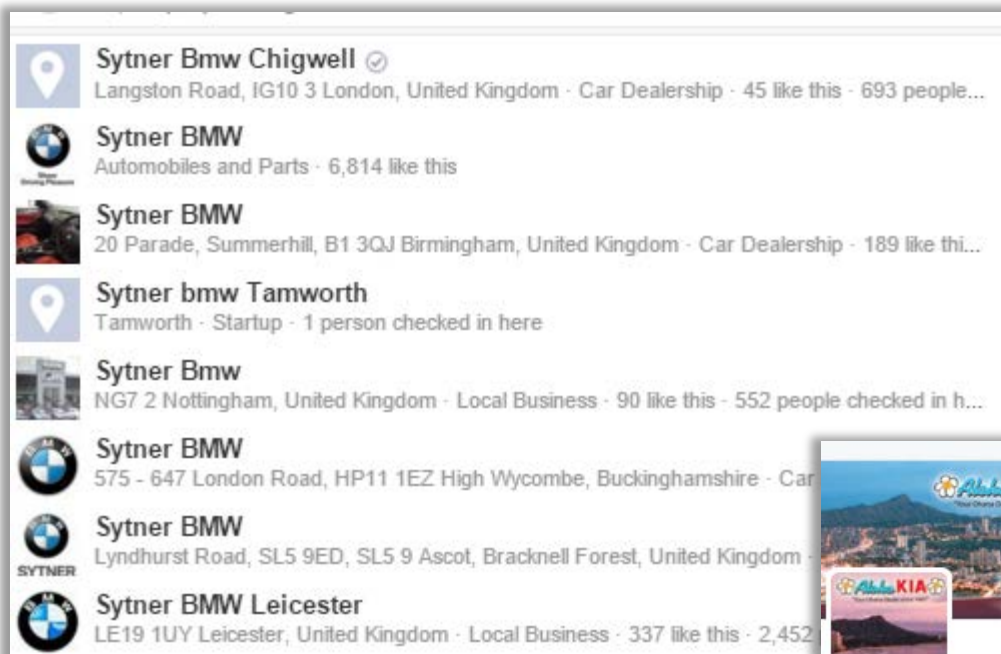 Sytner Bmw Chigwell
Langston Road, IG10 3 London, United Kingdom · Car Dealership · 45 like this · 693 people...
Sytner BMW
Automobiles and Parts · 6,814 like this
Sytner BMW
20 Parade, Summerhill, B1 3QJ Birmingham, United Kingdom · Car Dealership · 189 like thi...
Sytner bmw Tamworth
Tamworth · Startup · 1 person checked in here
Sytner Bmw
NG7 2 Nottingham, United Kingdom · Local Business · 90 like this · 552 people checked in h...
Sytner BMW
575 - 647 London Road, HP11 1EZ High Wycombe, Buckinghamshire · Car
Sytner BMW
Lyndhurst Road, SL5 9ED, SL5 9 Ascot, Bracknell Forest, United Kingdom ·
SYTNER
Sytner BMW Leicester
LE19 1UY Leicester, United Kingdom · Local Business · 337 like this · 2,452
Aloha KIA